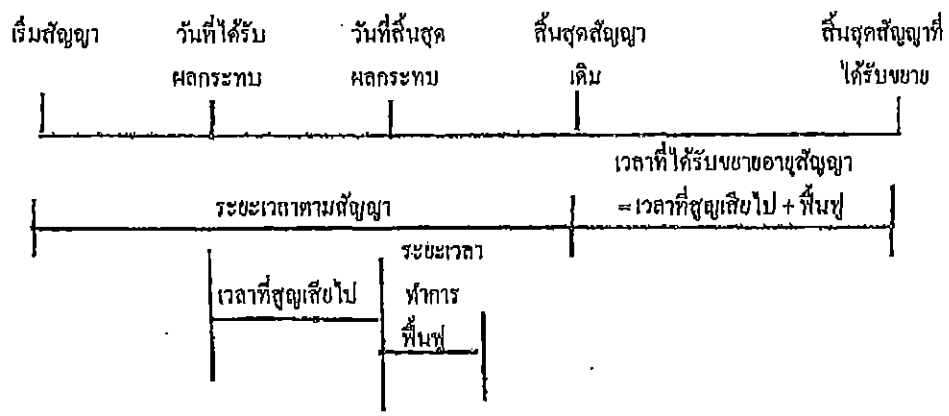 เริ่มสัญญา วันที่ได้รับ วันที่สิ้นสุด สิ้นสุดสัญญา สิ้นสุดสัญญาที่
ผลกระทบ ผลกระทบ เดิม ได้รับขยาย
เวลาที่ได้รับขยายอายุสัญญา
ระยะเวลาตามสัญญา = เวลาที่สูญเสียไป + ฟื้นฟู
ระยะเวลา
เวลาที่สูญเสียไป ทำการ
ฟื้นฟู